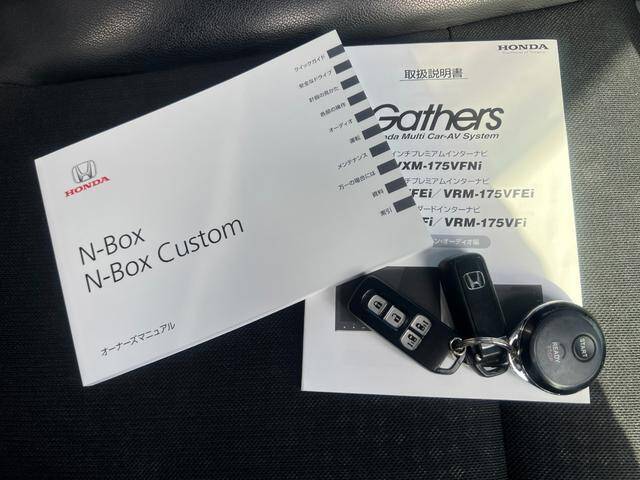 HONDA
N-Box
N-Box Custom
オーナーズマニュアル
クイックガイド
安全なドライブ
計器の見かた
各部の操作
オーディオ
運転
メンテナンス
万一の場合には
資料
索引
HONDA
取扱説明書
Gathers
Honda Multi Car-AV System
インチプレミアムインターナビ
VXM-175VFNi
インチプレミアムインターナビ
VFEi/VRM-175VFEi
ダードインターナビ
Fi/VRM-175VFi
ン・オーディオ編
START
READY